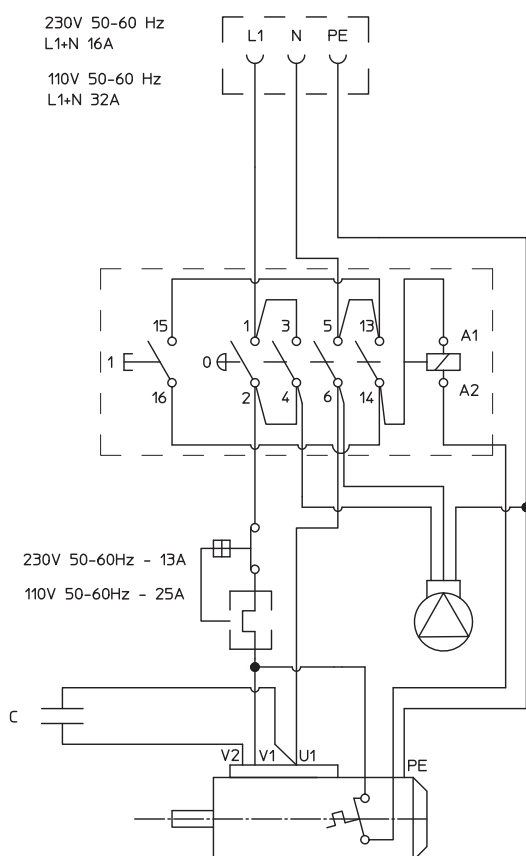 230V 50-60 Hz
L1+N 16A
110V 50-60 Hz
L1+N 32A
L1 N PE
15 1 3 5 13
A1
1 0
A2
16 2 4 6 14
230V 50-60Hz - 13A
110V 50-60Hz - 25A
C
V2 V1 U1 PE